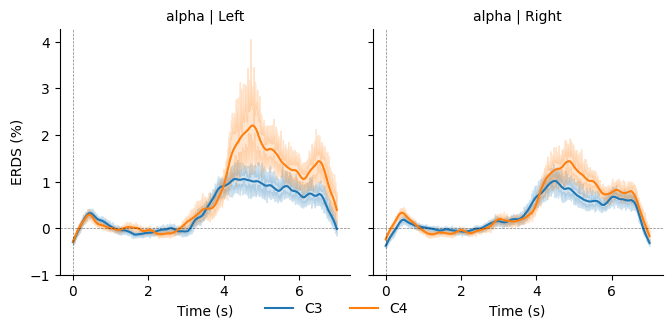 alpha | Left
alpha | Right
ERDS (%)
4
3
2
1
0
−1
0 2 4 6
0 2 4 6
Time (s)
Time (s)
C3 C4